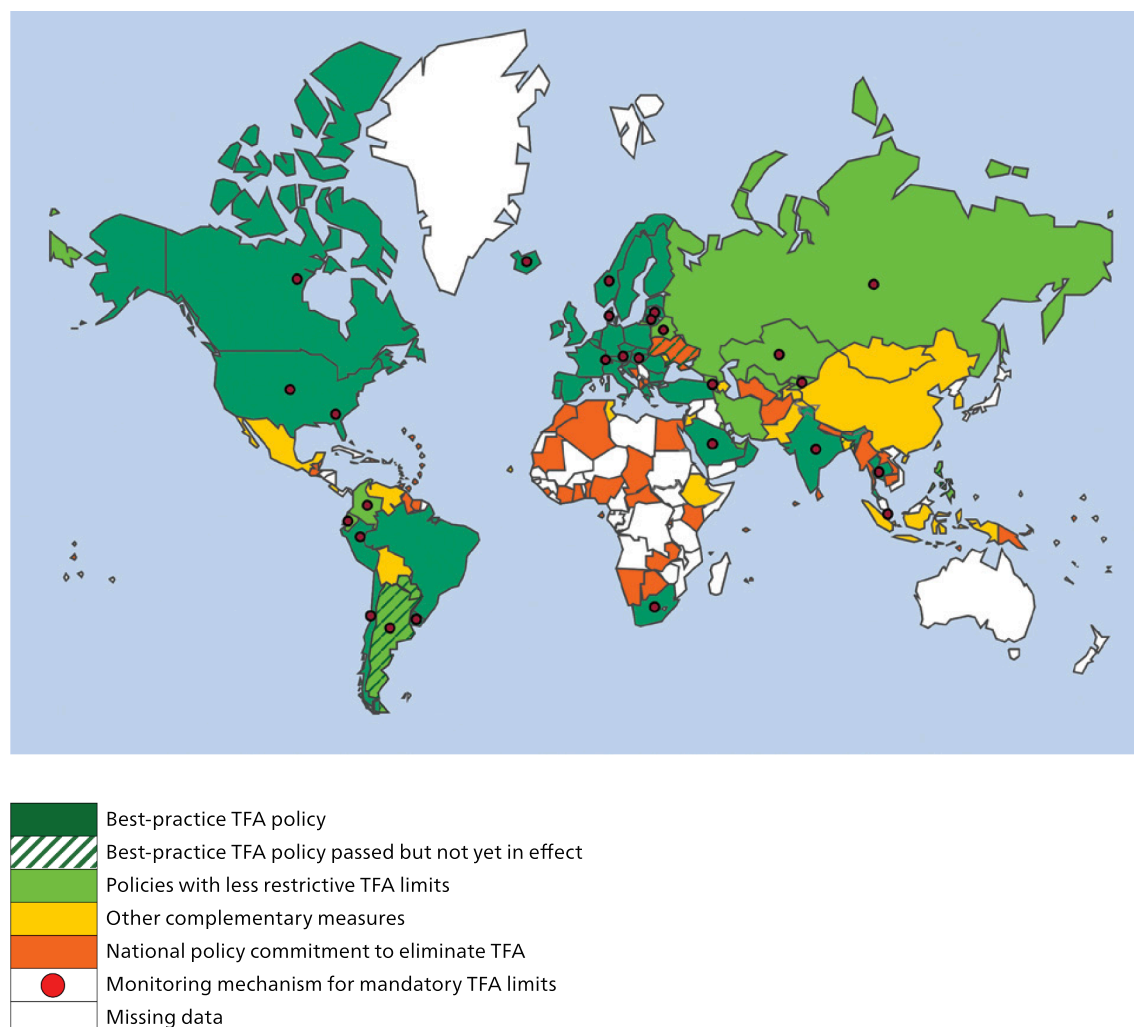 Best-practice TFA policy
Best-practice TFA policy passed but not yet in effect
Policies with less restrictive TFA limits
Other complementary measures
National policy commitment to eliminate TFA
Monitoring mechanism for mandatory TFA limits
Missing data